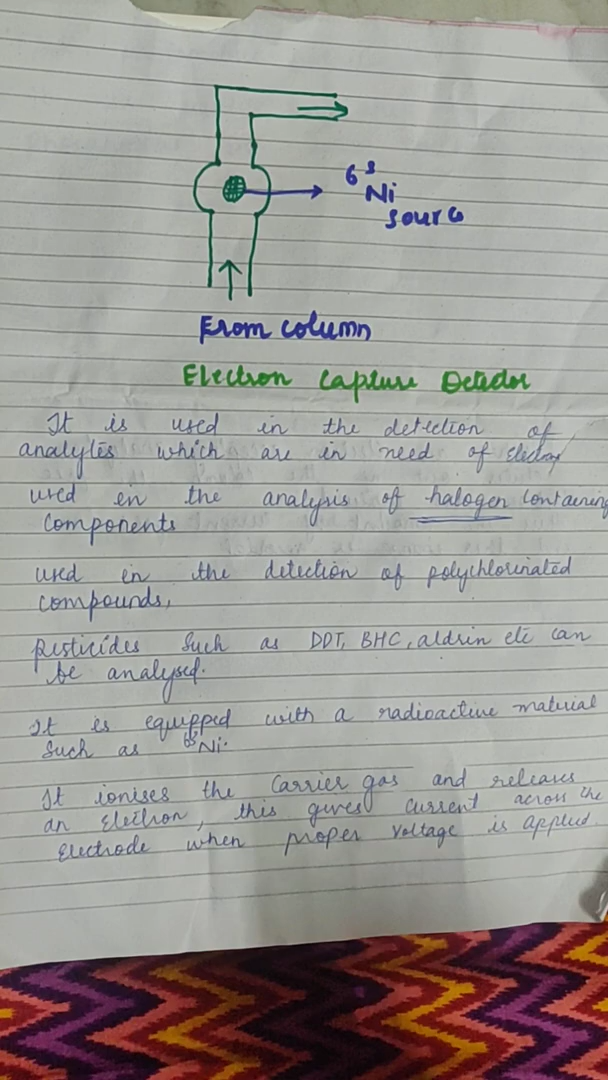 63
Ni
Source
From column
Electron Capture Detector
It is used in the detection of
analytes which are in need of
used in the analysis of halogen containing
components
used in the detection of polychlorinated
compounds,
pesticides such as DDT, BHC, aldrin etc can
be analysed.
It is equipped with a radioactive material
such as 63Ni.
It ionises the carrier gas and releases
an electron, this gives current across the
electrode when proper voltage is applied